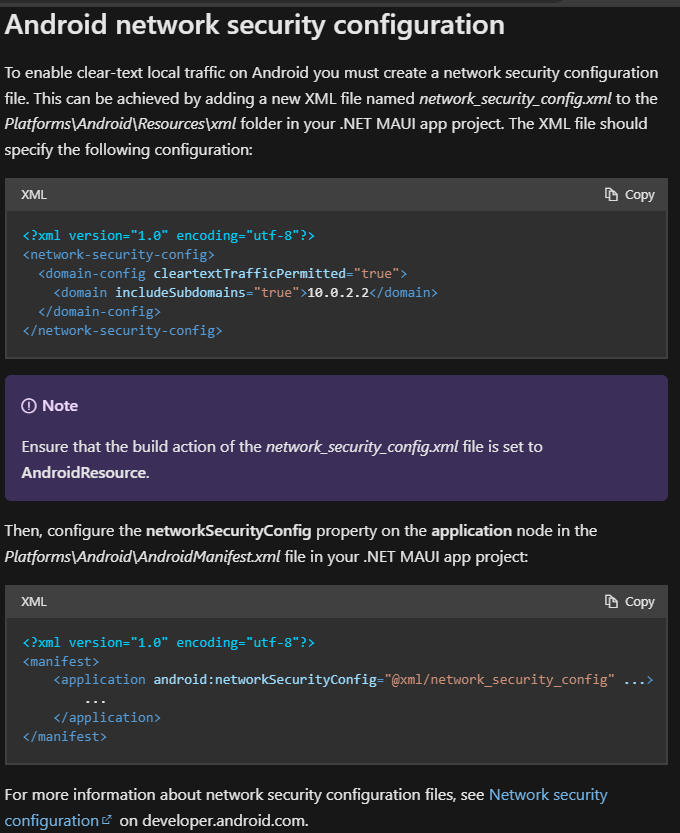 Android network security configuration
To enable clear-text local traffic on Android you must create a network security configuration
file. This can be achieved by adding a new XML file named network_security_config.xml to the
Platforms\Android\Resources\xml folder in your .NET MAUI app project. The XML file should
specify the following configuration:
XML Copy
<?xml version="1.0" encoding="utf-8"?>
<network-security-config>
  <domain-config cleartextTrafficPermitted="true">
    <domain includeSubdomains="true">10.0.2.2</domain>
  </domain-config>
</network-security-config>
Note
Ensure that the build action of the network_security_config.xml file is set to
AndroidResource.
Then, configure the networkSecurityConfig property on the application node in the
Platforms\Android\AndroidManifest.xml file in your .NET MAUI app project:
XML Copy
<?xml version="1.0" encoding="utf-8"?>
<manifest>
    <application android:networkSecurityConfig="@xml/network_security_config" ...>
        ...
    </application>
</manifest>
For more information about network security configuration files, see Network security
configuration on developer.android.com.